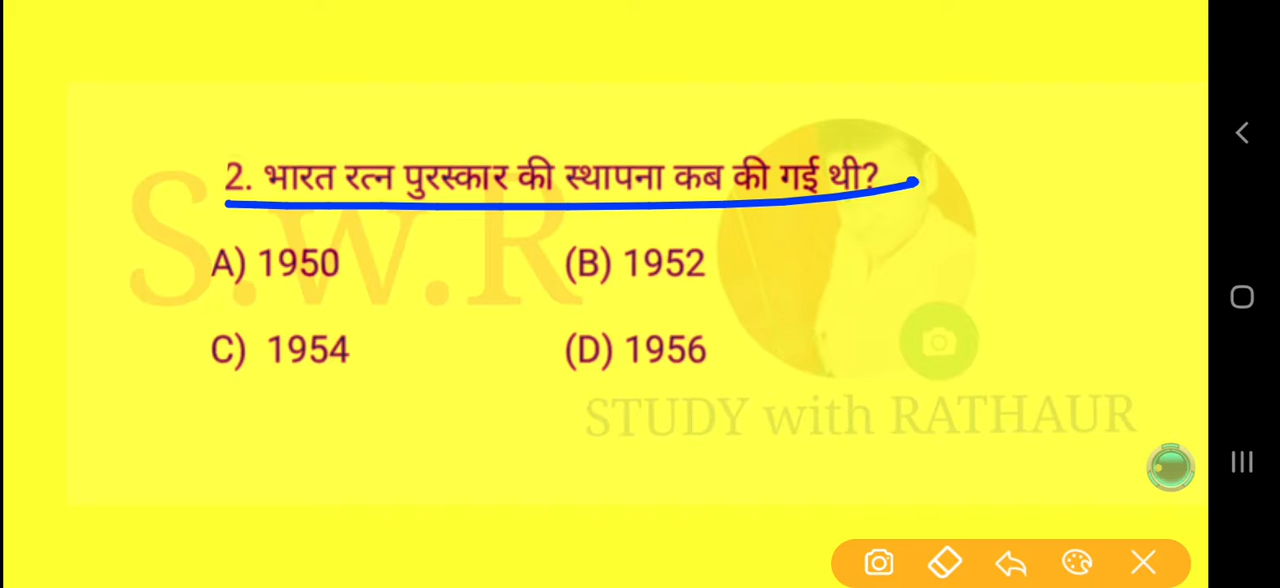 2. भारत रत्न पुरस्कार की स्थापना कब की गई थी?
A) 1950 (B) 1952
C) 1954 (D) 1956
S.W.R
STUDY with RATHAUR